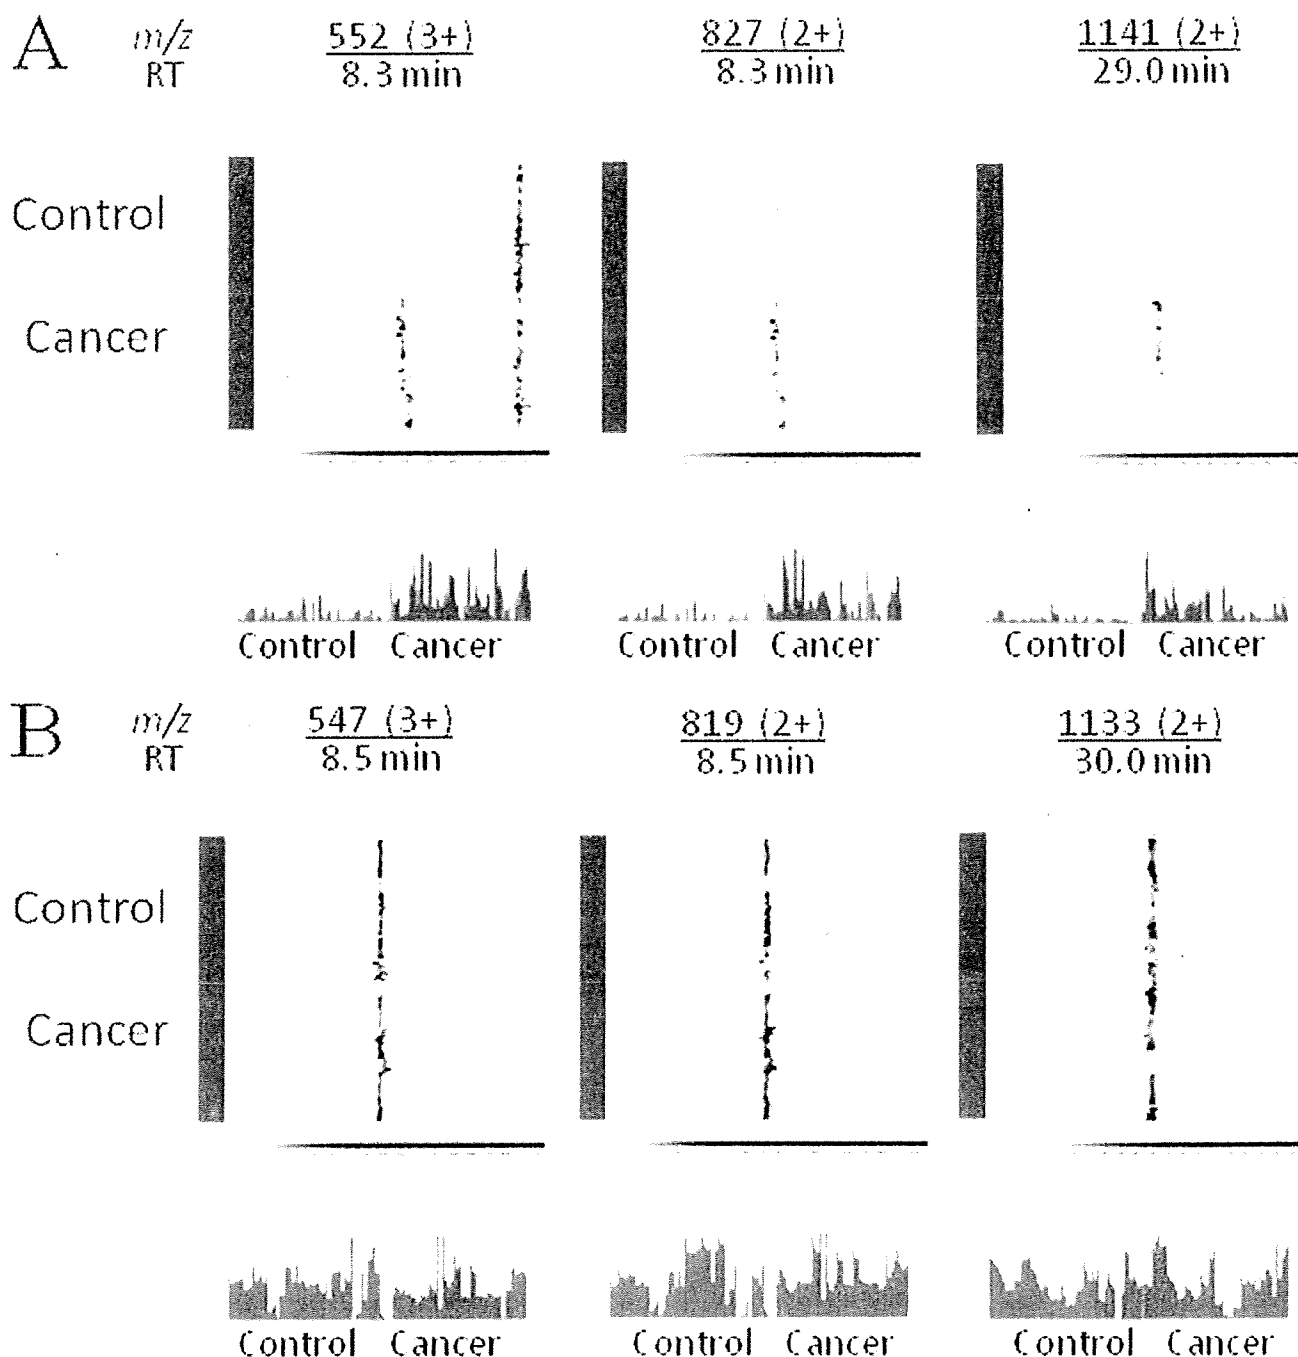 A m/z 552 (3+) 827 (2+) 1141 (2+)
RT 8.3 min 8.3 min 29.0 min
Control
Cancer
Control Cancer Control Cancer Control Cancer
B m/z 547 (3+) 819 (2+) 1133 (2+)
RT 8.5 min 8.5 min 30.0 min
Control
Cancer
Control Cancer Control Cancer Control Cancer